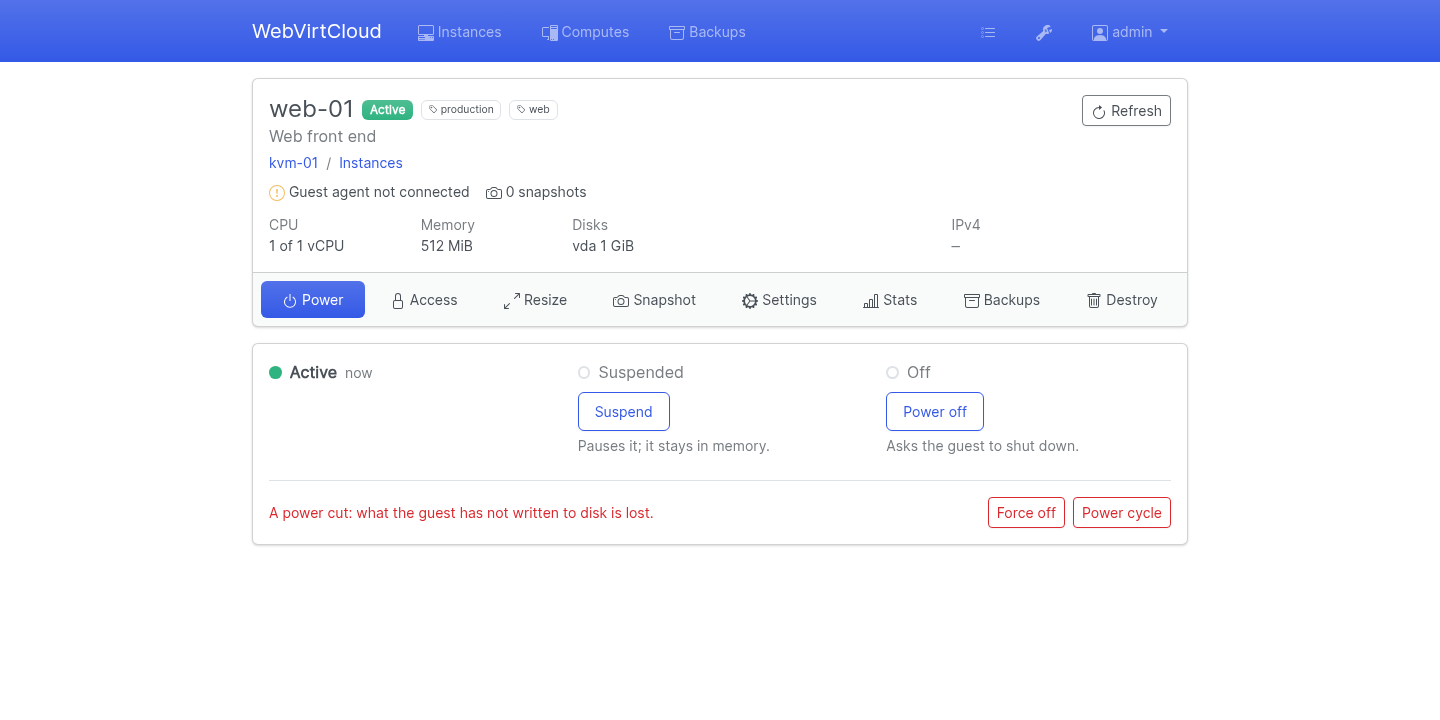 WebVirtCloud Instances Computes Backups admin
web-01 Active production web Refresh
Web front end
kvm-01 / Instances
Guest agent not connected 0 snapshots
CPU Memory Disks IPv4
1 of 1 vCPU 512 MiB vda 1 GiB –
Power Access Resize Snapshot Settings Stats Backups Destroy
Active now Suspended Off
Suspend Power off
Pauses it; it stays in memory. Asks the guest to shut down.
A power cut: what the guest has not written to disk is lost. Force off Power cycle